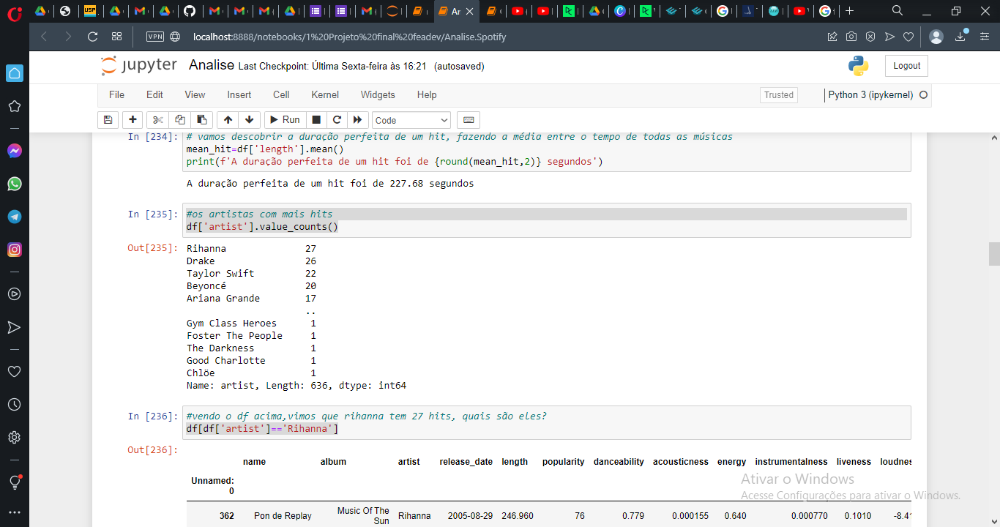 USP
Ar
VPN
localhost:8888/notebooks/1%20Projeto%20final%20feadev/Analise.Spotify
jupyter Analise Last Checkpoint: Última Sexta-feira às 16:21 (autosaved)
Logout
File Edit View Insert Cell Kernel Widgets Help
Trusted Python 3 (ipykernel)
Run Code
In [234]: # vamos descobrir a duração perfeita de um hit, fazendo a média entre o tempo de todas as músicas
mean_hit=df['length'].mean()
print(f'A duração perfeita de um hit foi de {round(mean_hit,2)} segundos')
A duração perfeita de um hit foi de 227.68 segundos
In [235]: #os artistas com mais hits
df['artist'].value_counts()
Out[235]: Rihanna 27
Drake 26
Taylor Swift 22
Beyoncé 20
Ariana Grande 17
..
Gym Class Heroes 1
Foster The People 1
The Darkness 1
Good Charlotte 1
Chlöe 1
Name: artist, Length: 636, dtype: int64
In [236]: #vendo o df acima,vimos que rihanna tem 27 hits, quais são eles?
df[df['artist']=='Rihanna']
Out[236]:
name album artist release_date length popularity danceability acousticness energy instrumentalness liveness loudnes
Unnamed:
0
Ativar o Windows
Acesse Configurações para ativar o Windows.
362 Pon de Replay Music Of The
Sun Rihanna 2005-08-29 246.960 76 0.779 0.000155 0.640 0.000770 0.1010 -8.41